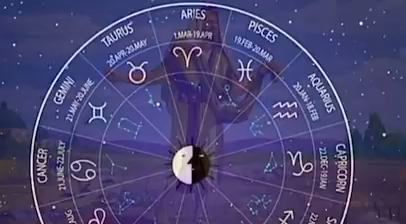 ARIES
1.MAR-19.APR
TAURUS
20.APR-20.MAY
PISCES
19.FEB-20.MAR
GEMINI
21.MAY-20.JUNE
AQUARIUS
20.JAN-18.FEB
CANCER
21.JUNE-22.JULY
CAPRICORN
22.DEC-19.JAN